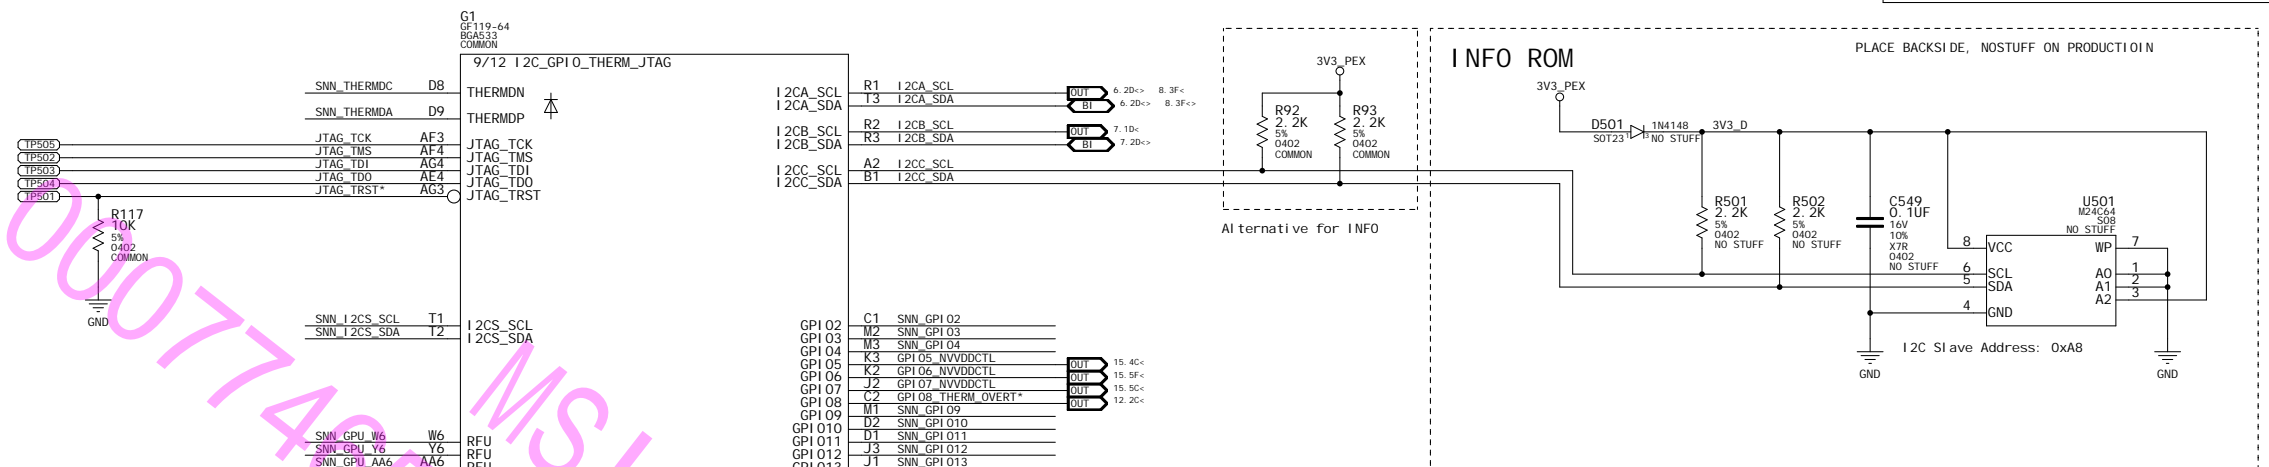 G1
GF119-64
BGA533
COMMON
9/12 I2C_GPIO_THERM_JTAG
SNN_THERMDC D8 THERMDN
SNN_THERMDA D9 THERMDP
TP505 JTAG_TCK AF3 JTAG_TCK
TP502 JTAG_TMS AF4 JTAG_TMS
TP503 JTAG_TDI AG4 JTAG_TDI
TP504 JTAG_TDO AE4 JTAG_TDO
TP501 JTAG_TRST* AG3 JTAG_TRST
R117
10K
5%
0402
COMMON
GND
SNN_I2CS_SCL T1 I2CS_SCL
SNN_I2CS_SDA T2 I2CS_SDA
SNN_GPU_W6 W6 RFU
SNN_GPU_Y6 Y6 RFU
SNN_GPU_AA6 AA6 RFU
I2CA_SCL R1 I2CA_SCL OUT 6.2D<> 8.3F<
I2CA_SDA T3 I2CA_SDA BI 6.2D<> 8.3F<>
I2CB_SCL R2 I2CB_SCL OUT 7.1D<
I2CB_SDA R3 I2CB_SDA BI 7.2D<>
I2CC_SCL A2 I2CC_SCL
I2CC_SDA B1 I2CC_SDA
GPIO2 C1 SNN_GPIO2
GPIO3 M2 SNN_GPIO3
GPIO4 M3 SNN_GPIO4
GPIO5 K3 GPIO5_NVVDDCTL OUT 15.4C<
GPIO6 K2 GPIO6_NVVDDCTL OUT 15.5F<
GPIO7 J2 GPIO7_NVVDDCTL OUT 15.5C<
GPIO8 C2 GPIO8_THERM_OVERT* OUT 12.2C<
GPIO9 M1 SNN_GPIO9
GPIO10 D2 SNN_GPIO10
GPIO11 D1 SNN_GPIO11
GPIO12 J3 SNN_GPIO12
GPIO13 J1 SNN_GPIO13
3V3_PEX
R92
2.2K
5%
0402
COMMON
R93
2.2K
5%
0402
COMMON
Alternative for INFO
INFO ROM
PLACE BACKSIDE, NOSTUFF ON PRODUCTIOIN
3V3_PEX
D501 1 3 1N4148 3V3_D
SOT23 NO STUFF
R501
2.2K
5%
0402
NO STUFF
R502
2.2K
5%
0402
NO STUFF
C549
0.1UF
16V
10%
X7R
0402
NO STUFF
U501
M24C64
SO8
NO STUFF
8 VCC WP 7
6 SCL A0 1
5 SDA A1 2
A2 3
4 GND
I2C Slave Address: 0xA8
GND
GND
MSI